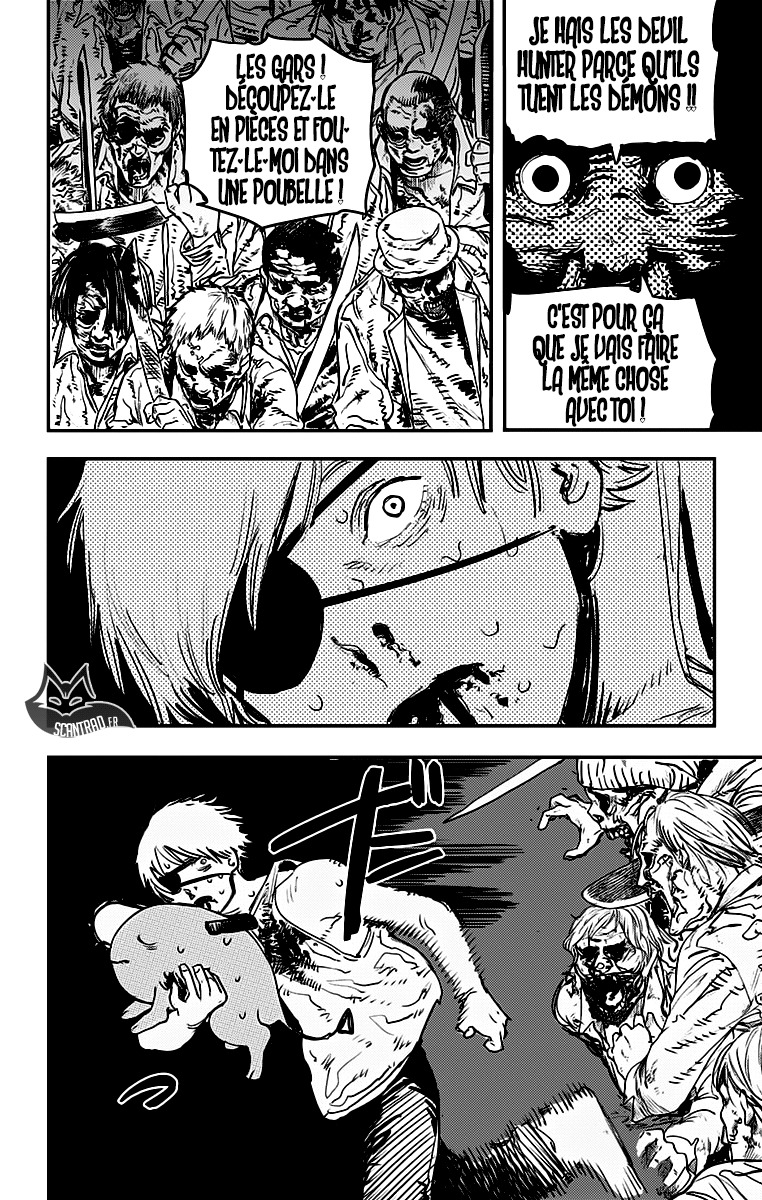 JE HAIS LES DEVIL
HUNTER PARCE QU'ILS
TUENT LES DÉMONS !!
C'EST POUR ÇA
QUE JE VAIS FAIRE
LA MÊME CHOSE
AVEC TOI !
LES GARS !
DÉCOUPEZ-LE
EN PIÈCES ET FOU-
TEZ-LE-MOI DANS
UNE POUBELLE !
SCANTRAD.FR
ダッ